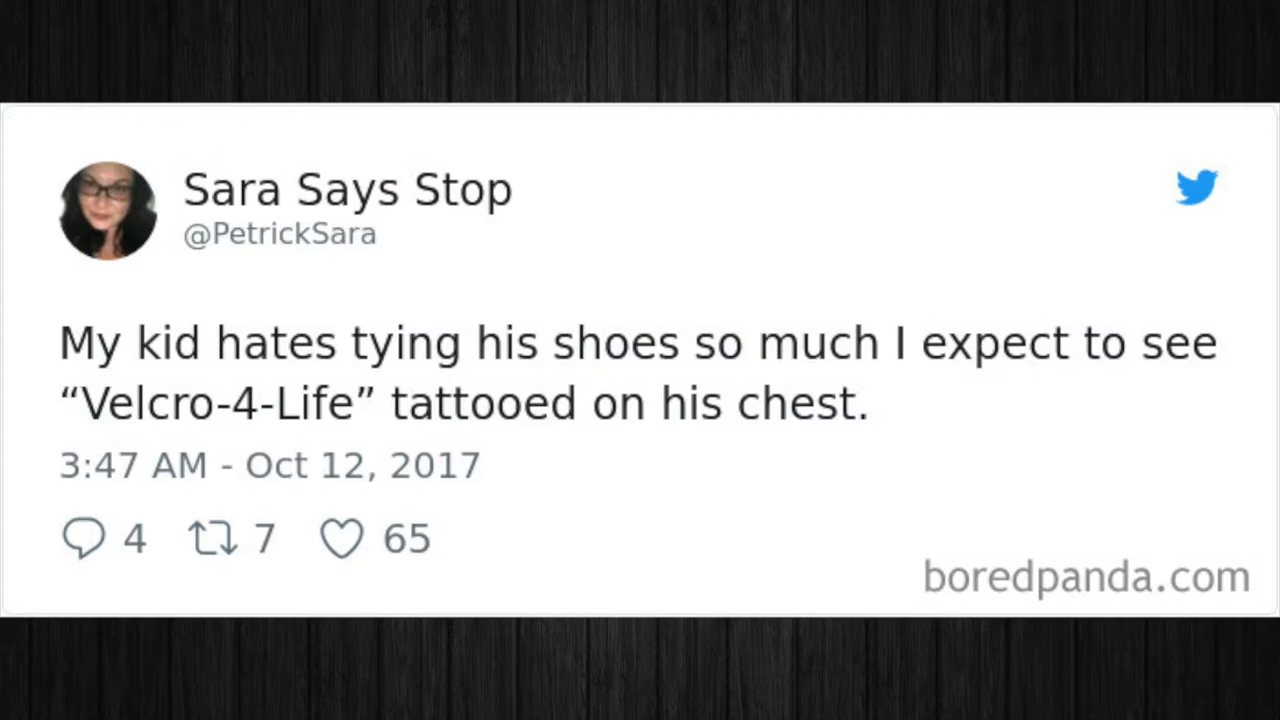 Sara Says Stop
@PetrickSara
My kid hates tying his shoes so much I expect to see
“Velcro-4-Life” tattooed on his chest.
3:47 AM - Oct 12, 2017
4 7 65
boredpanda.com